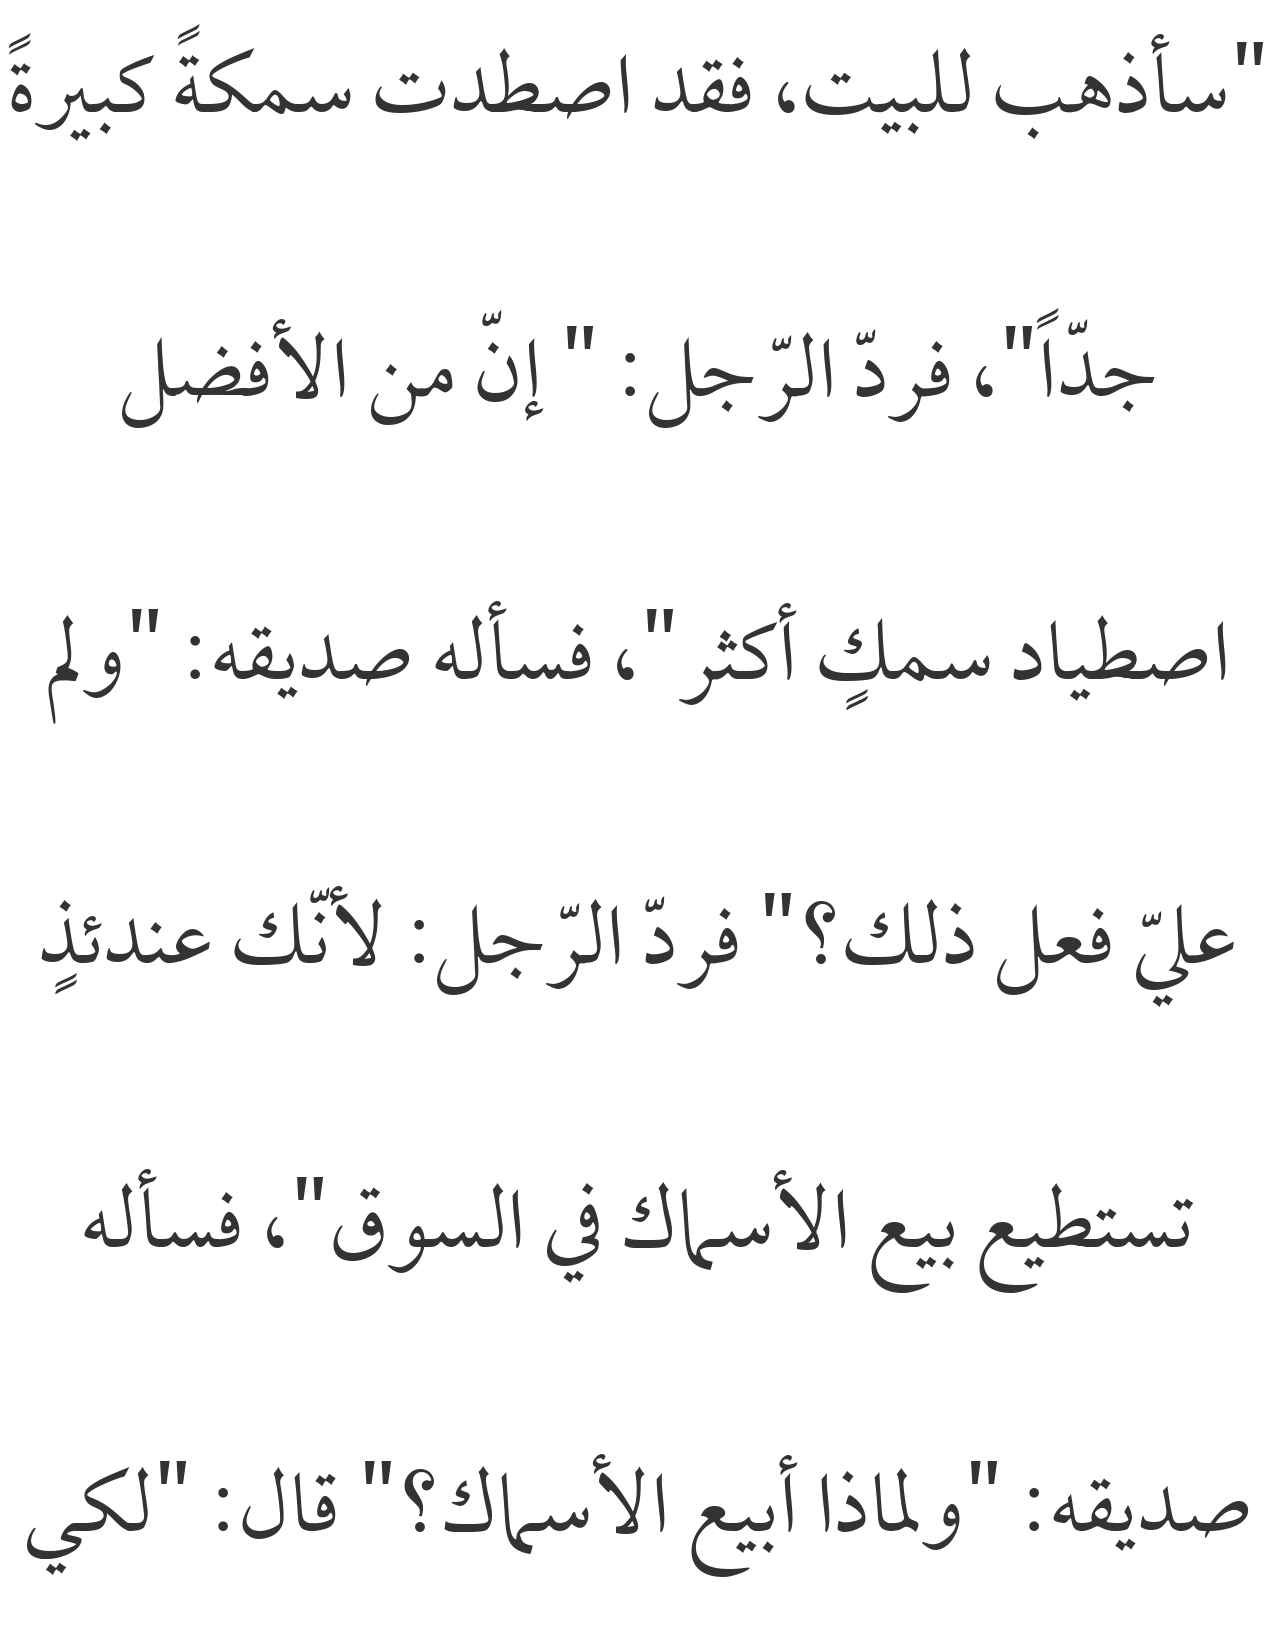 " سأذهب للبيت، فقد اصطدت سمكةً كبيرةً
جدّاً"، فردّ الرّجل: " إنّ من الأفضل
اصطياد سمكٍ أكثر"، فسأله صديقه: "ولم
عليّ فعل ذلك؟" فردّ الرّجل: لأنّك عندئذٍ
تستطيع بيع الأسماك في السوق"، فسأله
صديقه: "ولماذا أبيع الأسماك؟" قال: "لكي